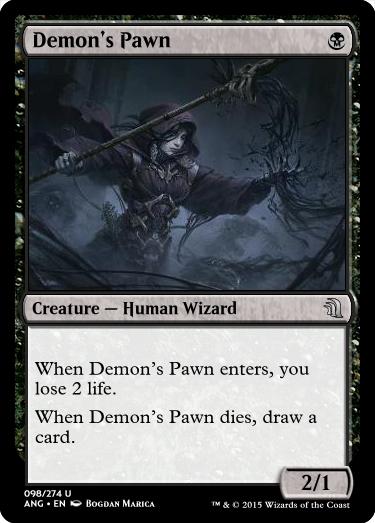 Demon's Pawn
Creature — Human Wizard
When Demon's Pawn enters, you
lose 2 life.
When Demon's Pawn dies, draw a
card.
2/1
098/274 U
ANG • EN Bogdan Marica
™ & © 2015 Wizards of the Coast